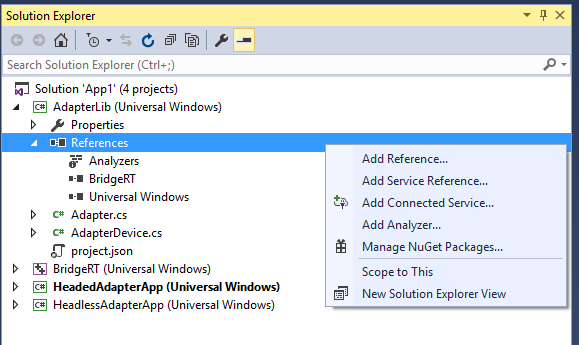 Solution Explorer
Search Solution Explorer (Ctrl+;)
Solution 'App1' (4 projects)
C# AdapterLib (Universal Windows)
Properties
References
Analyzers
BridgeRT
Universal Windows
C# Adapter.cs
C# AdapterDevice.cs
project.json
BridgeRT (Universal Windows)
C# HeadedAdapterApp (Universal Windows)
C# HeadlessAdapterApp (Universal Windows)
Add Reference...
Add Service Reference...
Add Connected Service...
Add Analyzer...
Manage NuGet Packages...
Scope to This
New Solution Explorer View